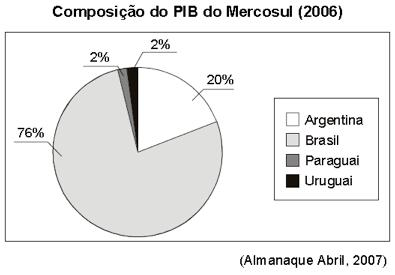 Composição do PIB do Mercosul (2006)
2%
2%
20%
76%
Argentina
Brasil
Paraguai
Uruguai
(Almanaque Abril, 2007)